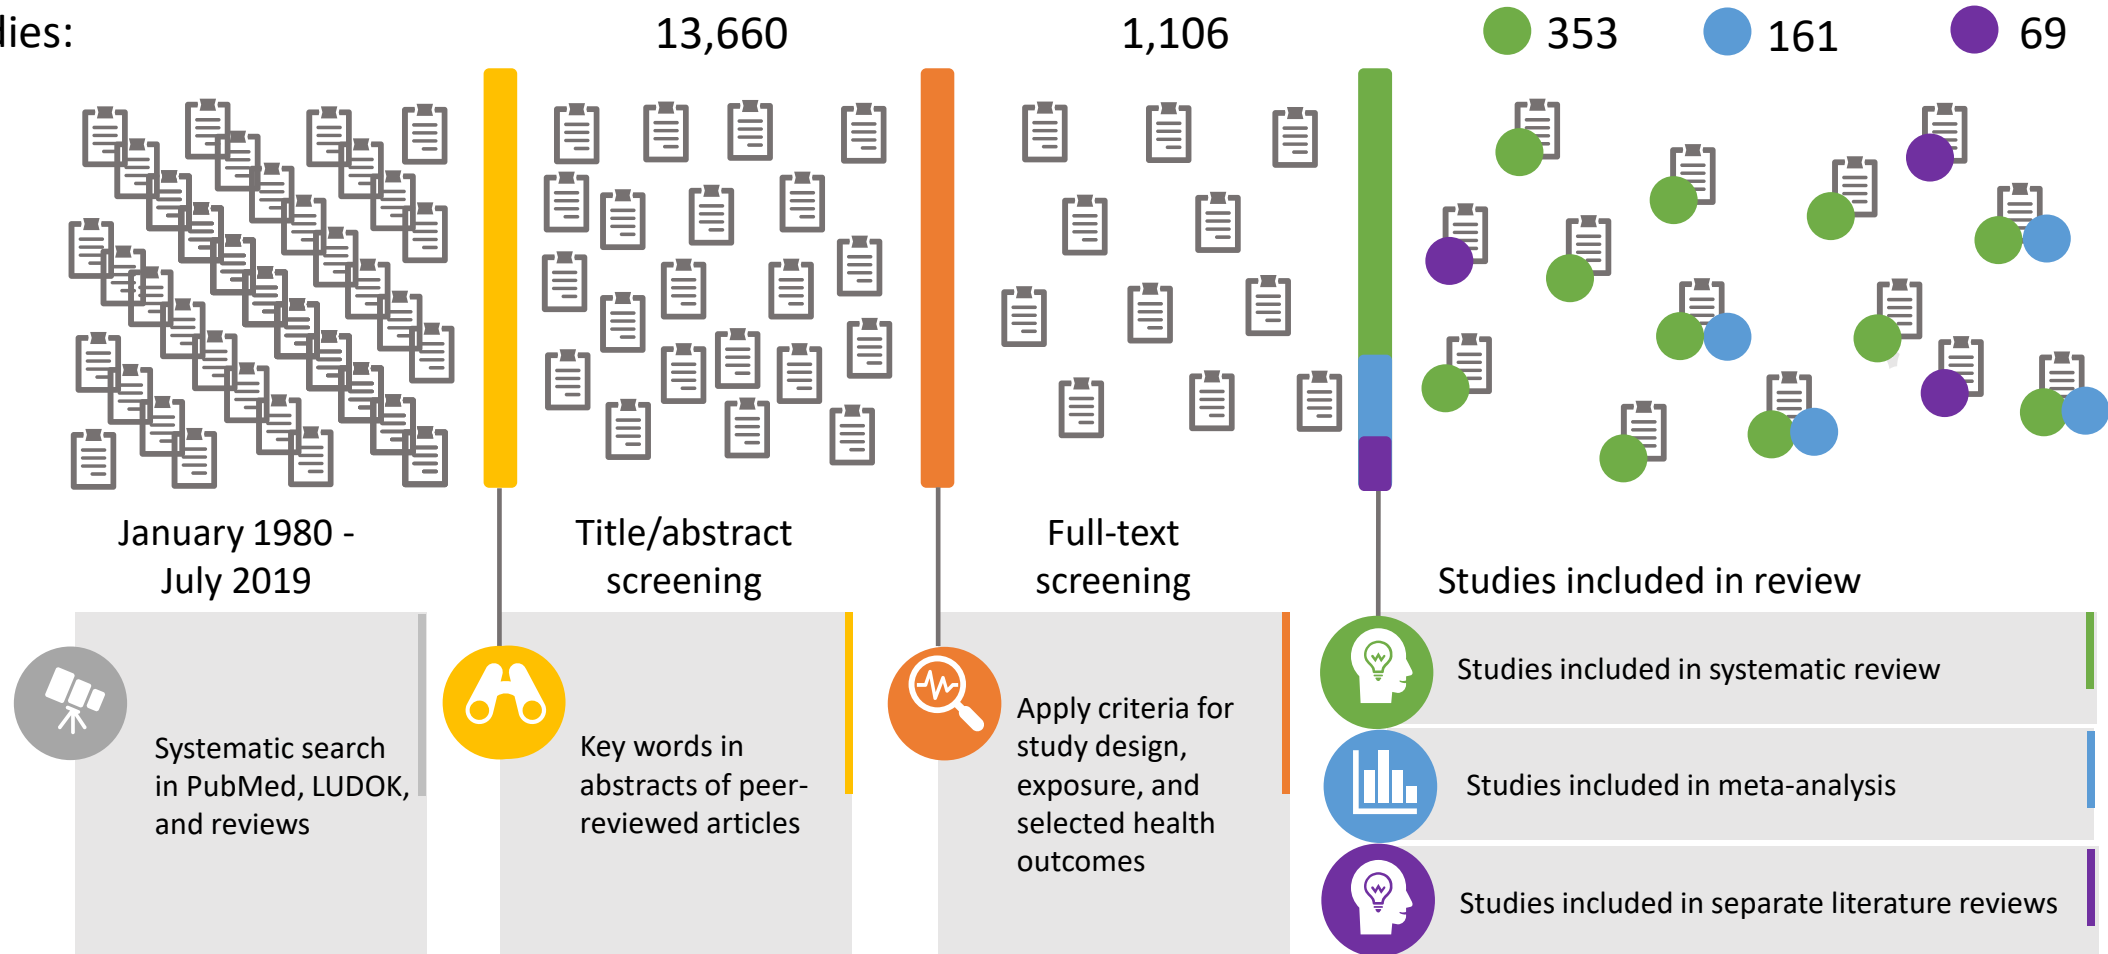 dies:
13,660
1,106
353
161
69
January 1980 -
July 2019
Title/abstract
screening
Full-text
screening
Studies included in review
Systematic search
in PubMed, LUDOK,
and reviews
Key words in
abstracts of peer-
reviewed articles
Apply criteria for
study design,
exposure, and
selected health
outcomes
Studies included in systematic review
Studies included in meta-analysis
Studies included in separate literature reviews